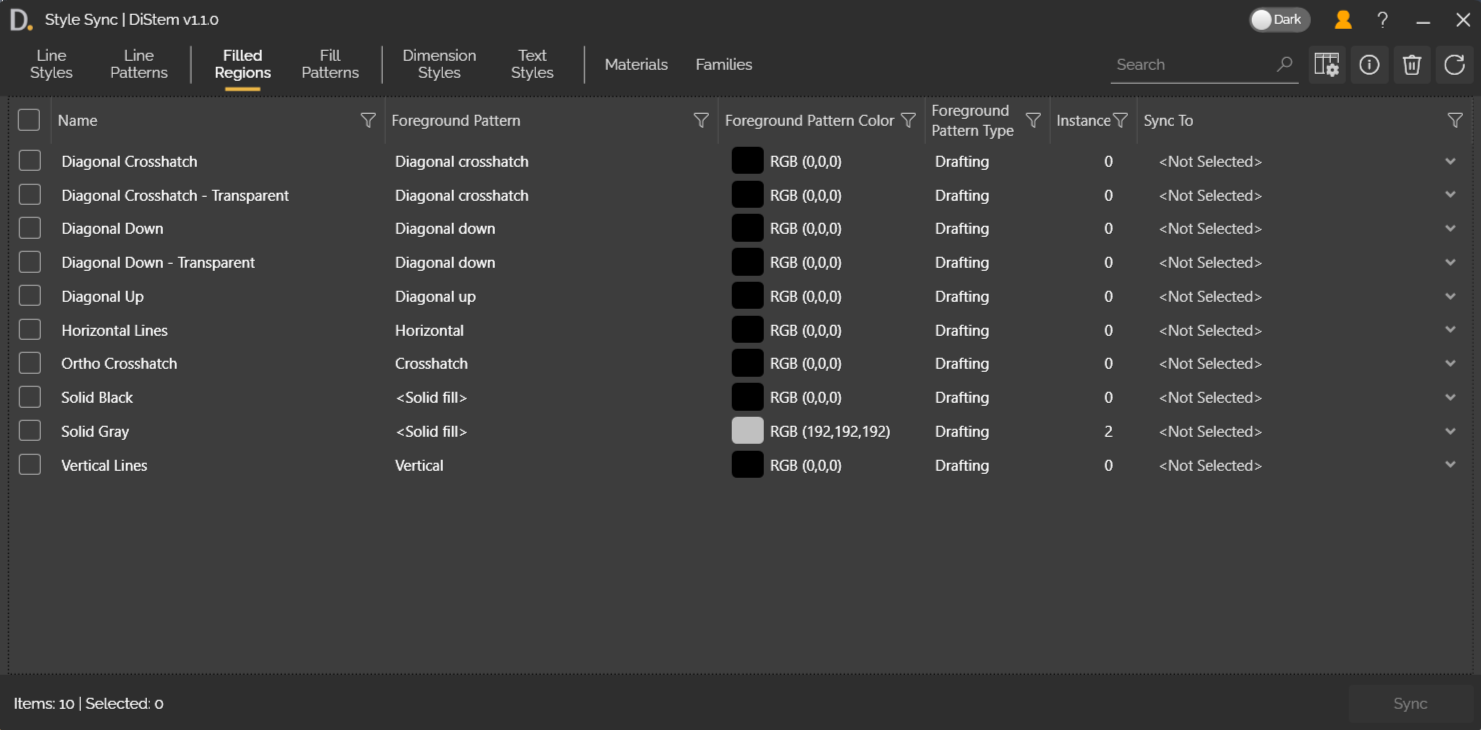 D. Style Sync | DiStem v1.1.0 Dark ?
Line Styles Line Patterns Filled Regions Fill Patterns Dimension Styles Text Styles Materials Families Search
Name Foreground Pattern Foreground Pattern Color Foreground Pattern Type Instance Sync To
Diagonal Crosshatch Diagonal crosshatch RGB (0,0,0) Drafting 0 <Not Selected>
Diagonal Crosshatch - Transparent Diagonal crosshatch RGB (0,0,0) Drafting 0 <Not Selected>
Diagonal Down Diagonal down RGB (0,0,0) Drafting 0 <Not Selected>
Diagonal Down - Transparent Diagonal down RGB (0,0,0) Drafting 0 <Not Selected>
Diagonal Up Diagonal up RGB (0,0,0) Drafting 0 <Not Selected>
Horizontal Lines Horizontal RGB (0,0,0) Drafting 0 <Not Selected>
Ortho Crosshatch Crosshatch RGB (0,0,0) Drafting 0 <Not Selected>
Solid Black <Solid fill> RGB (0,0,0) Drafting 0 <Not Selected>
Solid Gray <Solid fill> RGB (192,192,192) Drafting 2 <Not Selected>
Vertical Lines Vertical RGB (0,0,0) Drafting 0 <Not Selected>
Items: 10 | Selected: 0 Sync